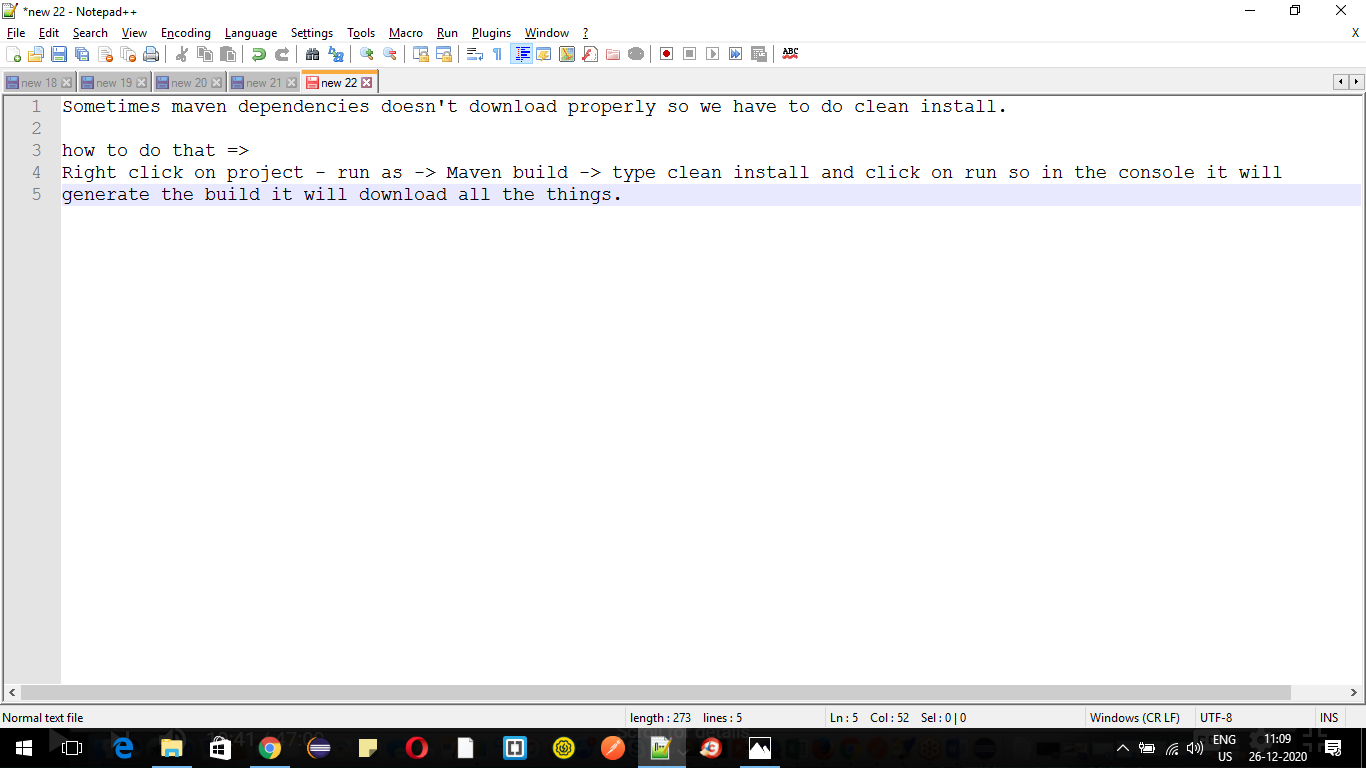 *new 22 - Notepad++
File Edit Search View Encoding Language Settings Tools Macro Run Plugins Window ? X
ABC
new 18 new 19 new 20 new 21 new 22
1 Sometimes maven dependencies doesn't download properly so we have to do clean install.
2
3 how to do that =>
4 Right click on project - run as -> Maven build -> type clean install and click on run so in the console it will
5 generate the build it will download all the things.
Normal text file length : 273 lines : 5 Ln : 5 Col : 52 Sel : 0 | 0 Windows (CR LF) UTF-8 INS
ENG 11:09
US 26-12-2020